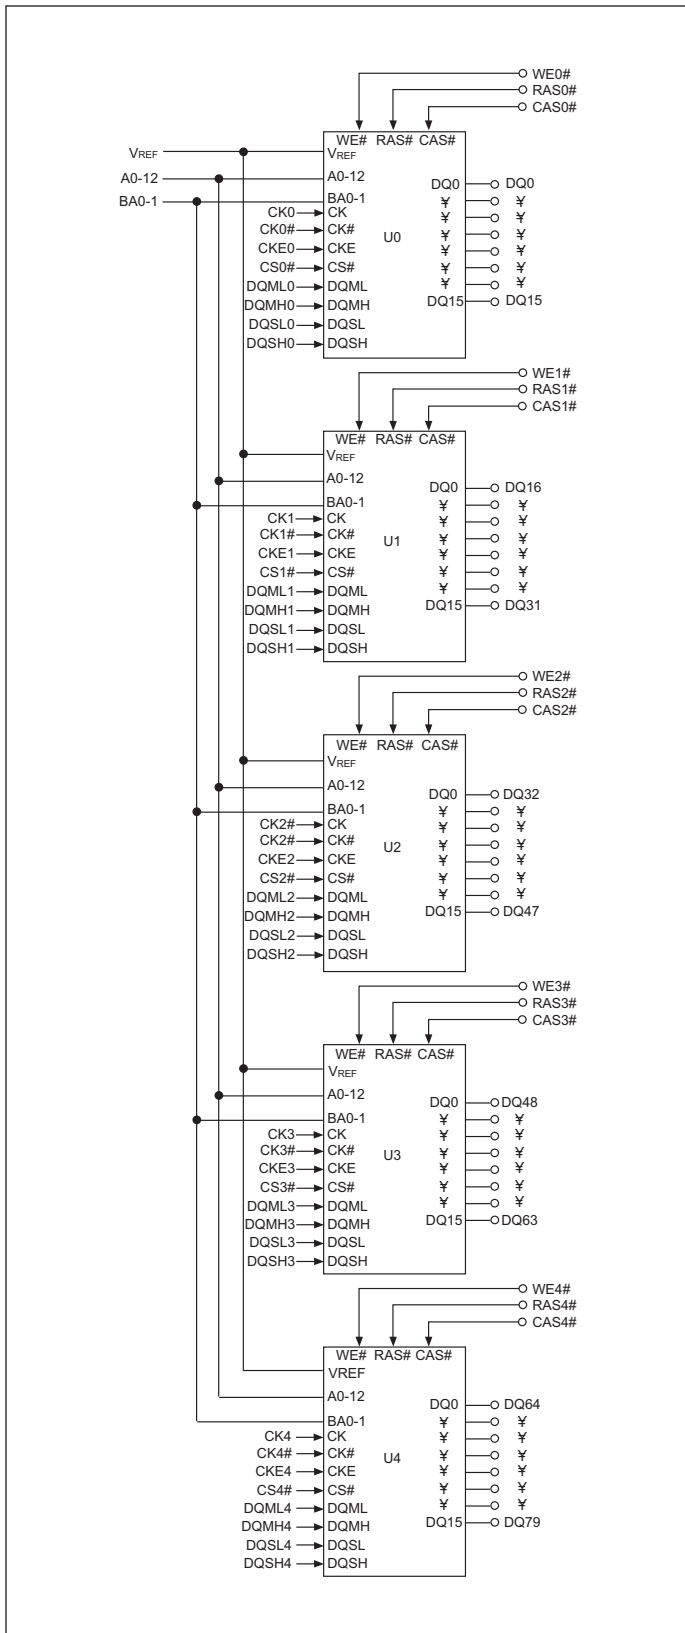 WE0#
RAS0#
CAS0#
WE# RAS# CAS#
VREF VREF
A0-12 A0-12
DQ0 DQ0
BA0-1 BA0-1
CK0 CK
¥ ¥
CK0# CK#
¥ ¥
U0
¥ ¥
CKE0 CKE
¥ ¥
CS0# CS#
¥ ¥
DQML0 DQML
¥ ¥
DQMH0 DQMH
DQ15 DQ15
DQSL0 DQSL
DQSH0 DQSH
WE1#
RAS1#
CAS1#
WE# RAS# CAS#
VREF
A0-12
DQ0 DQ16
BA0-1
¥ ¥
CK1 CK
¥ ¥
CK1# CK#
¥ ¥
U1
CKE1 CKE
¥ ¥
CS1# CS#
¥ ¥
DQML1 DQML
¥ ¥
DQMH1 DQMH
DQ15 DQ31
DQSL1 DQSL
DQSH1 DQSH
WE2#
RAS2#
CAS2#
WE# RAS# CAS#
VREF
A0-12
DQ0 DQ32
BA0-1
¥ ¥
CK2# CK
¥ ¥
CK2# CK#
¥ ¥
U2
CKE2 CKE
¥ ¥
CS2# CS#
¥ ¥
DQML2 DQML
¥ ¥
DQMH2 DQMH
DQ15 DQ47
DQSL2 DQSL
DQSH2 DQSH
WE3#
RAS3#
CAS3#
WE# RAS# CAS#
VREF
A0-12
DQ0 DQ48
BA0-1
¥ ¥
CK3 CK
¥ ¥
CK3# CK#
¥ ¥
U3
CKE3 CKE
¥ ¥
CS3# CS#
¥ ¥
DQML3 DQML
¥ ¥
DQMH3 DQMH
DQ15 DQ63
DQSL3 DQSL
DQSH3 DQSH
WE4#
RAS4#
CAS4#
WE# RAS# CAS#
VREF
A0-12
DQ0 DQ64
BA0-1
¥ ¥
CK4 CK
¥ ¥
CK4# CK#
¥ ¥
U4
CKE4 CKE
¥ ¥
CS4# CS#
¥ ¥
DQML4 DQML
¥ ¥
DQMH4 DQMH
DQ15 DQ79
DQSL4 DQSL
DQSH4 DQSH